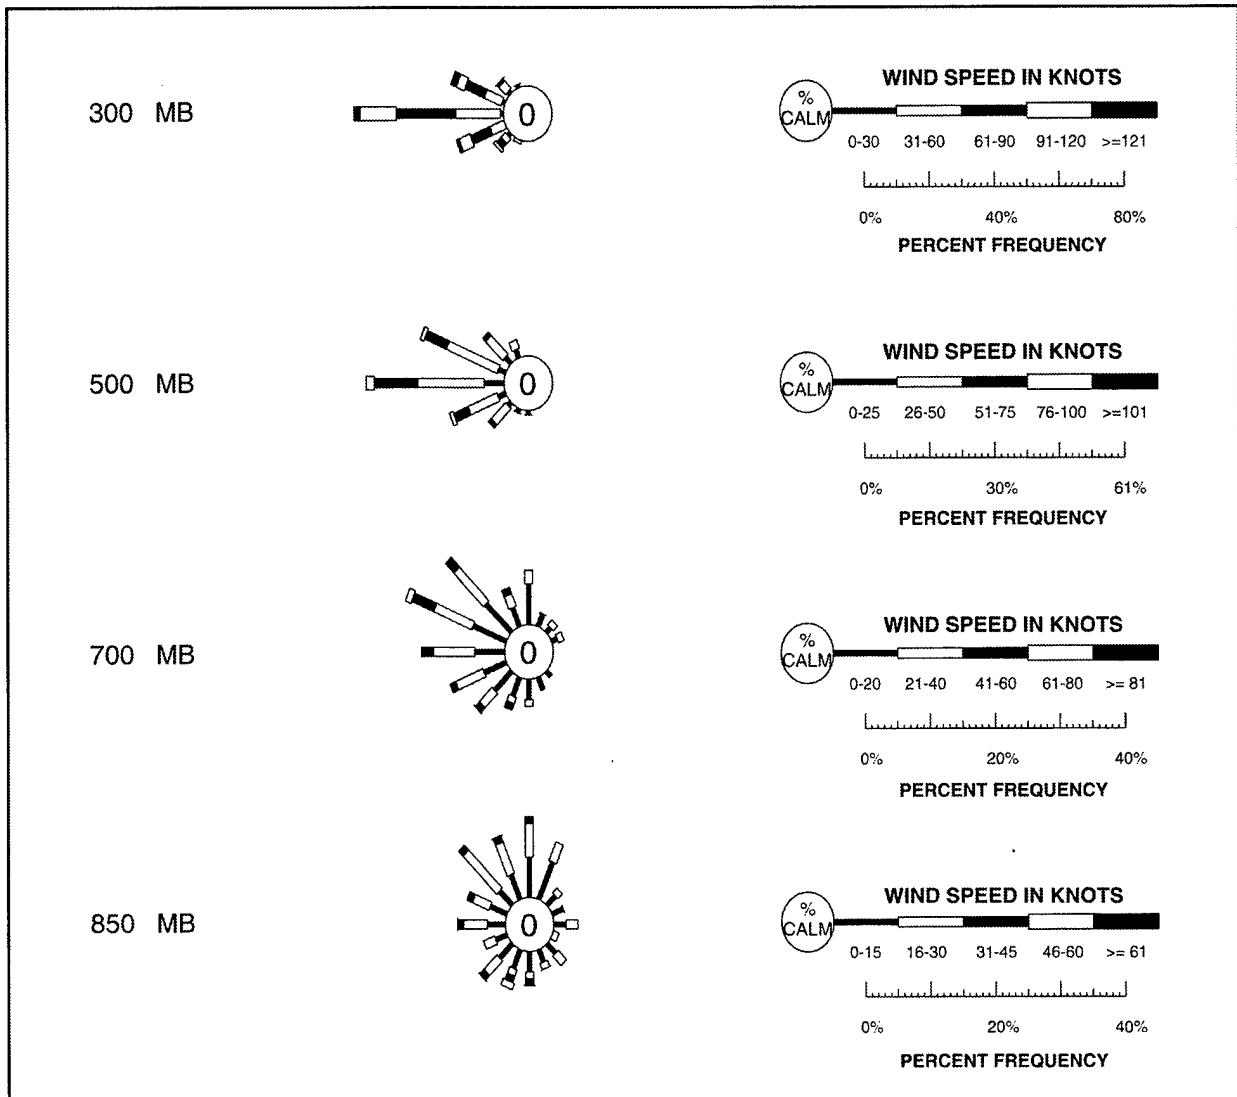 300 MB
0
WIND SPEED IN KNOTS
% CALM
0-30 31-60 61-90 91-120 >=121
0% 40% 80%
PERCENT FREQUENCY
500 MB
0
WIND SPEED IN KNOTS
% CALM
0-25 26-50 51-75 76-100 >=101
0% 30% 61%
PERCENT FREQUENCY
700 MB
0
WIND SPEED IN KNOTS
% CALM
0-20 21-40 41-60 61-80 >= 81
0% 20% 40%
PERCENT FREQUENCY
850 MB
0
WIND SPEED IN KNOTS
% CALM
0-15 16-30 31-45 46-60 >= 61
0% 20% 40%
PERCENT FREQUENCY